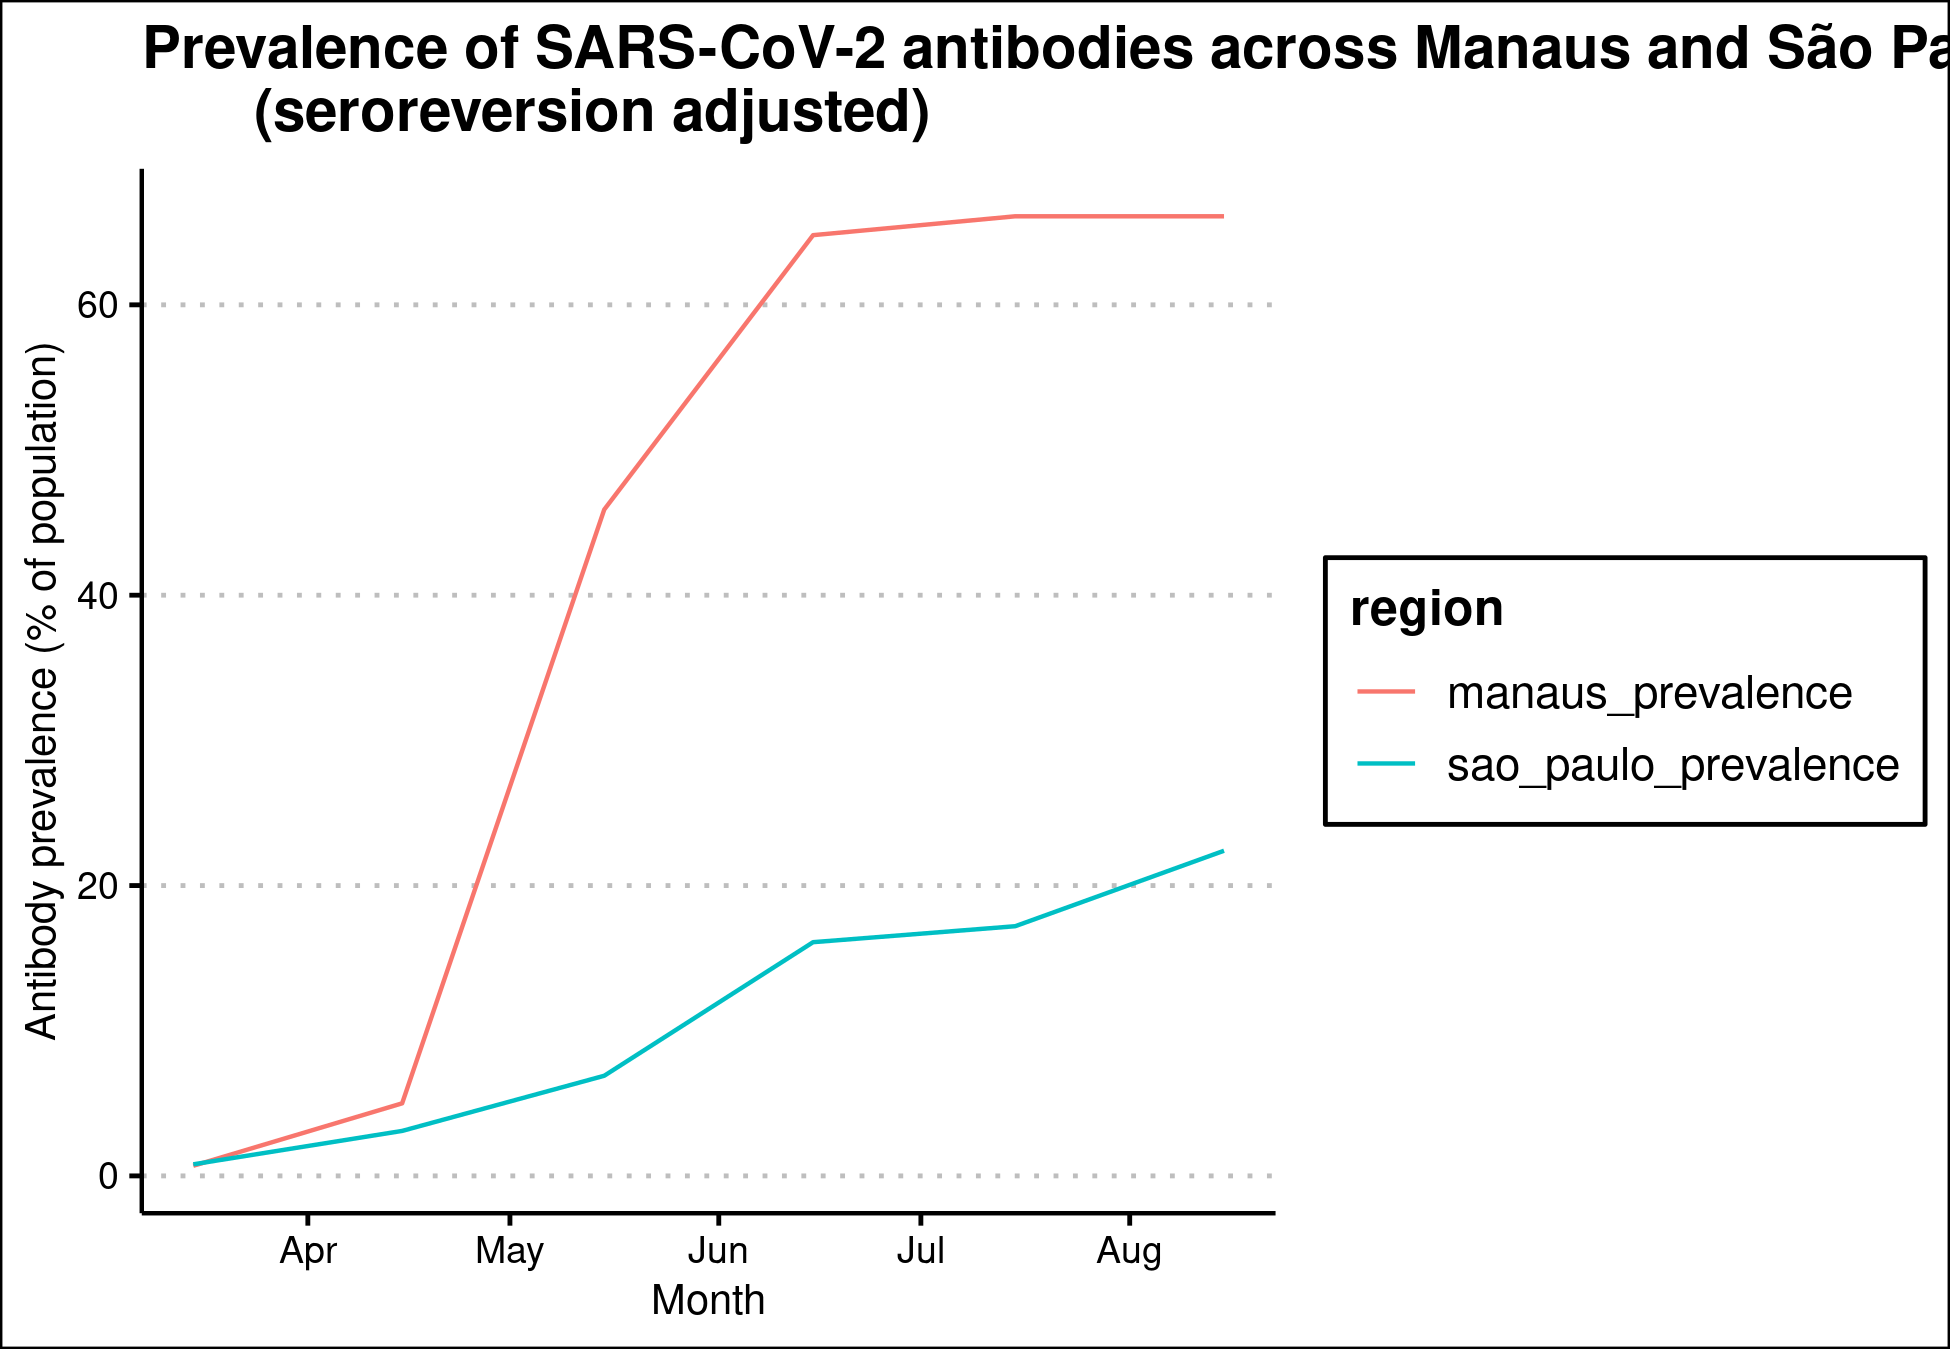 Prevalence of SARS-CoV-2 antibodies across Manaus and São Pa
(seroreversion adjusted)
Antibody prevalence (% of population)
60
40
20
0
Apr May Jun Jul Aug
Month
region
manaus_prevalence
sao_paulo_prevalence